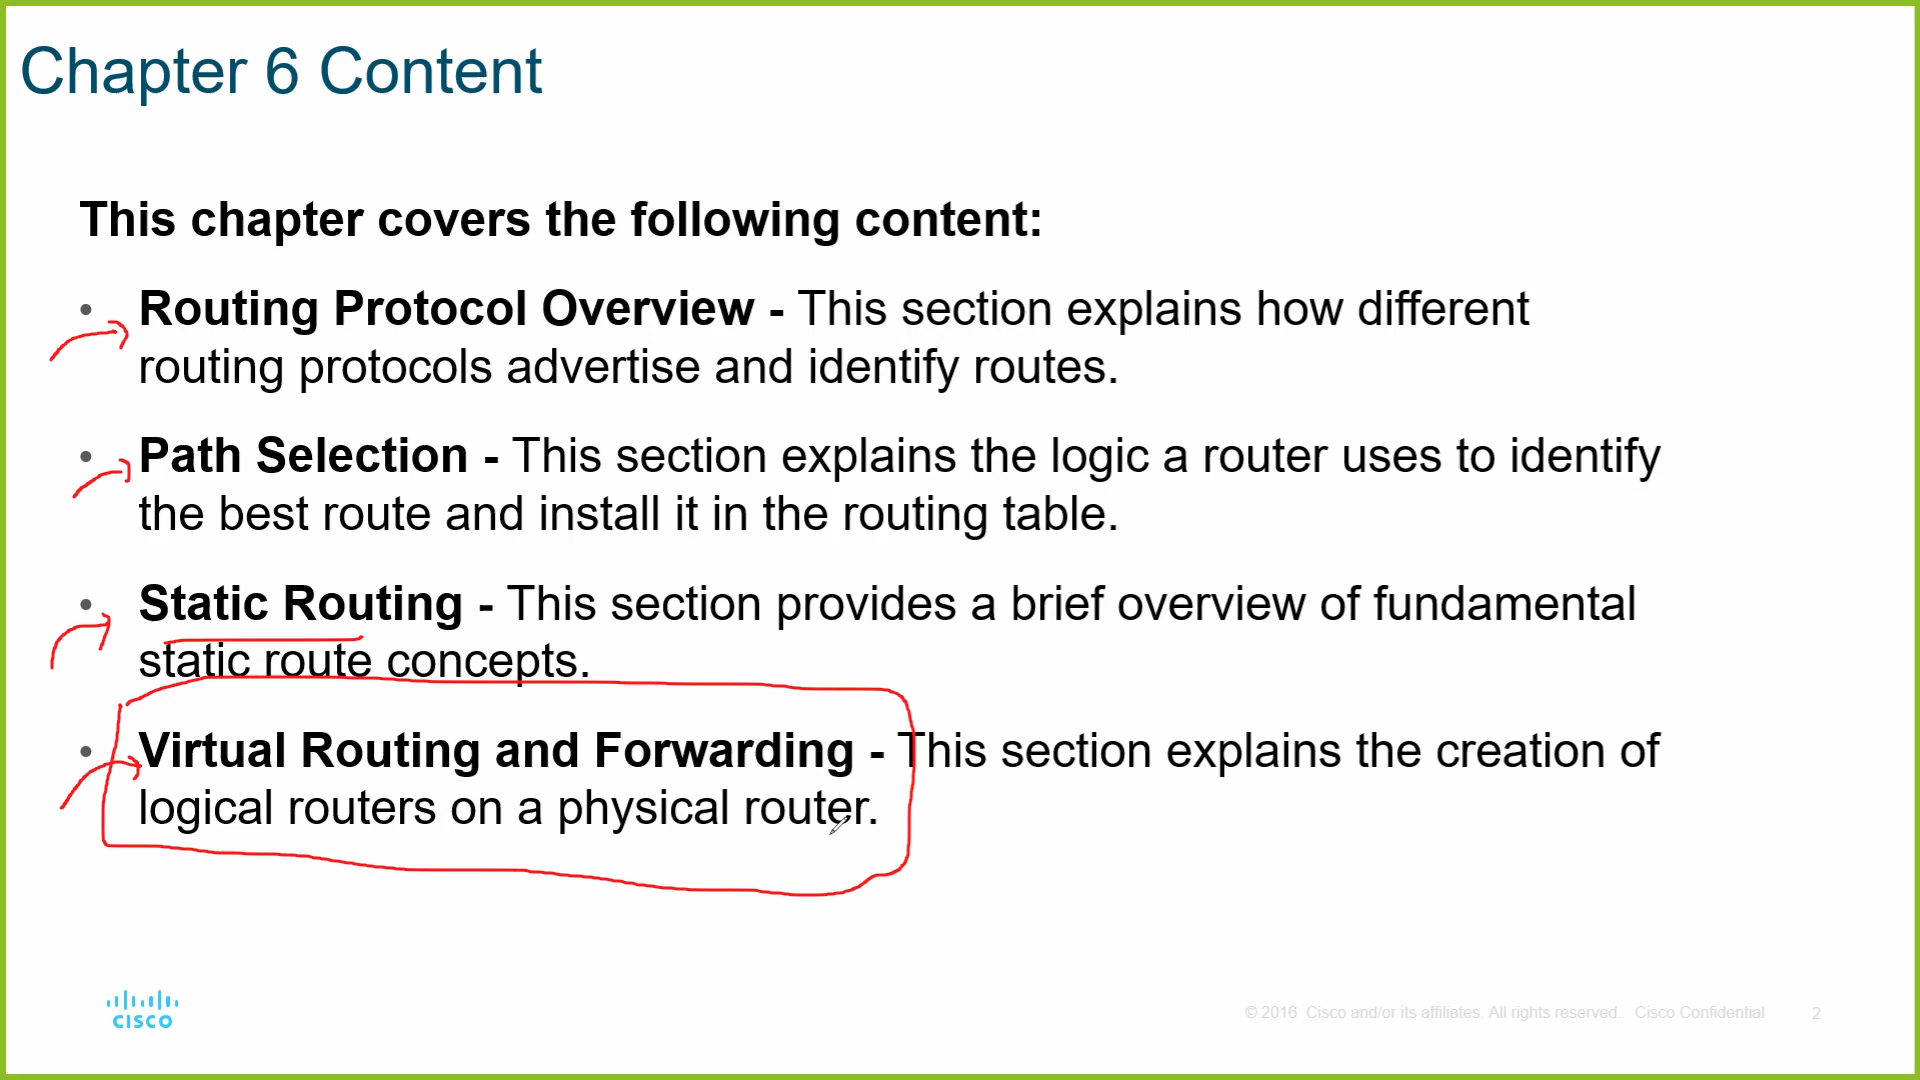 Chapter 6 Content
This chapter covers the following content:
• Routing Protocol Overview - This section explains how different
routing protocols advertise and identify routes.
• Path Selection - This section explains the logic a router uses to identify
the best route and install it in the routing table.
• Static Routing - This section provides a brief overview of fundamental
static route concepts.
• Virtual Routing and Forwarding - This section explains the creation of
logical routers on a physical router.
CISCO
© 2016 Cisco and/or its affiliates. All rights reserved. Cisco Confidential 2